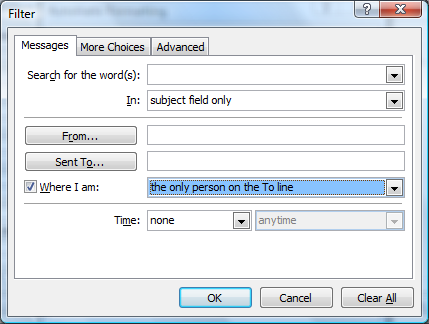 Filter
Messages More Choices Advanced
Search for the word(s):
In: subject field only
From...
Sent To...
Where I am: the only person on the To line
Time: none anytime
OK Cancel Clear All